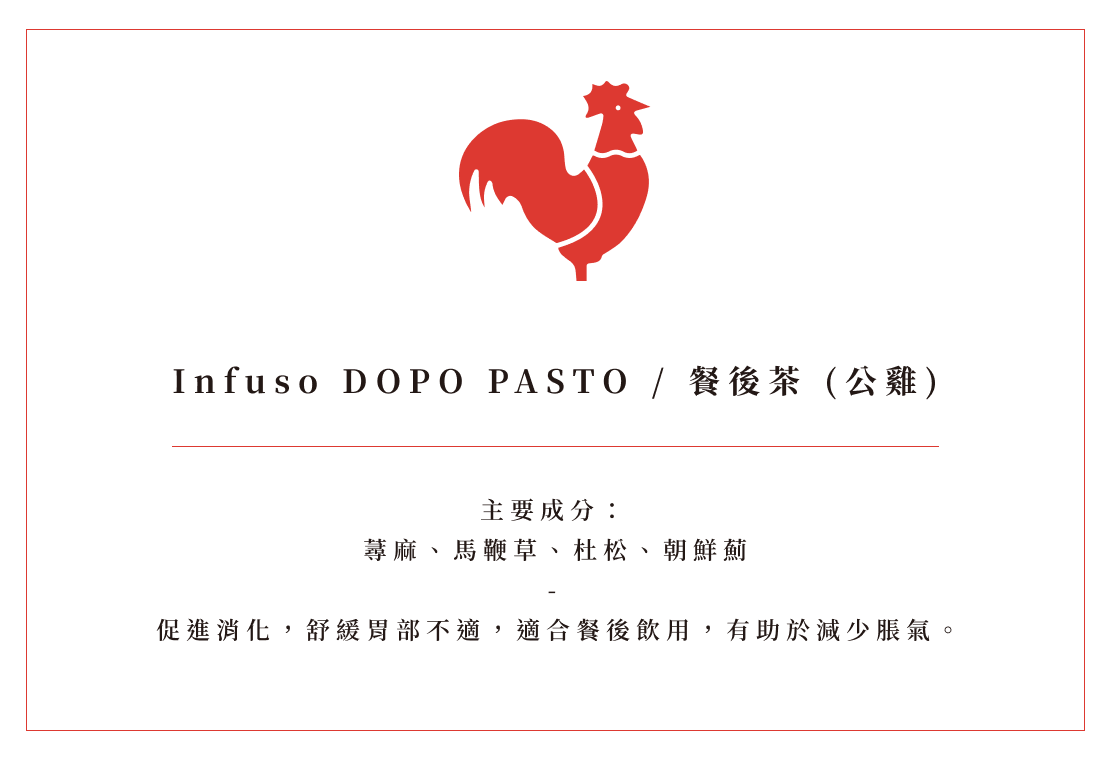 Infuso DOPO PASTO / 餐後茶 (公雞)
主要成分：
蕁麻、馬鞭草、杜松、朝鮮薊
-
促進消化，舒緩胃部不適，適合餐後飲用，有助於減少脹氣。